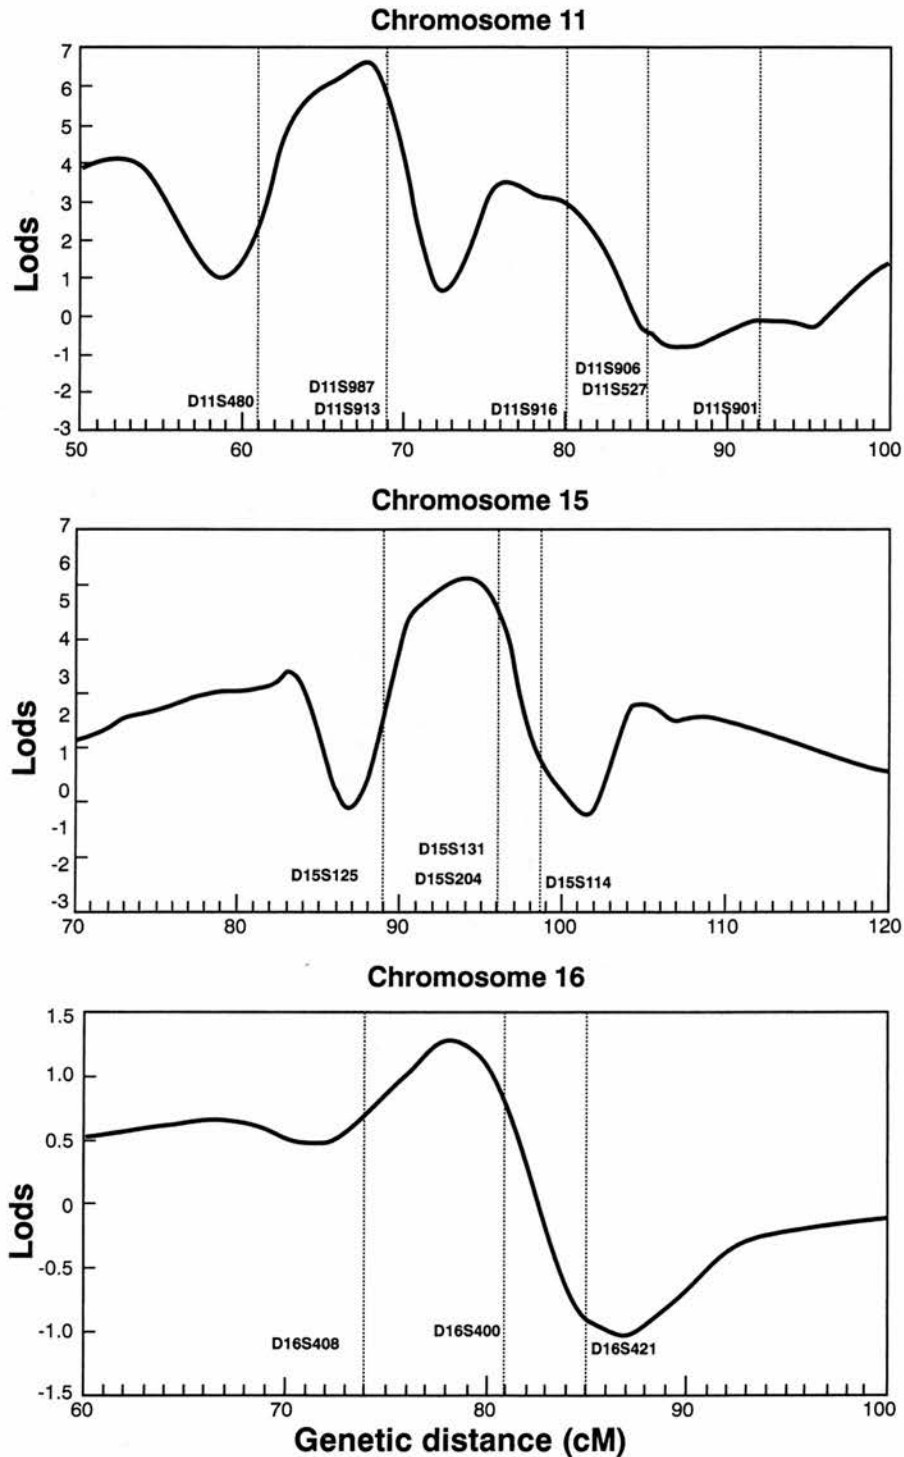 Chromosome 11
7
6
5
4
3
2
1
0
-1
-2
-3
Lods
D11S480
D11S987
D11S913
D11S916
D11S906
D11S527
D11S901
50 60 70 80 90 100
Chromosome 15
7
6
5
4
3
2
1
0
-1
-2
-3
Lods
D15S125
D15S131
D15S204
D15S114
70 80 90 100 110 120
Chromosome 16
1.5
1.0
0.5
0
-0.5
-1.0
-1.5
Lods
D16S408
D16S400
D16S421
60 70 80 90 100
Genetic distance (cM)